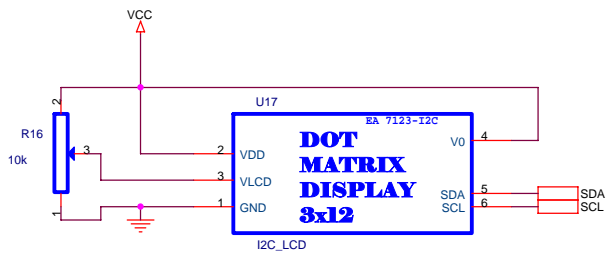 VCC
U17
EA 7123-I2C
2
R16
10k
3
1
DOT
MATRIX
DISPLAY
3x12
2
VDD
3
VLCD
1
GND
V0
4
SDA
5
SDA
SCL
6
SCL
I2C_LCD